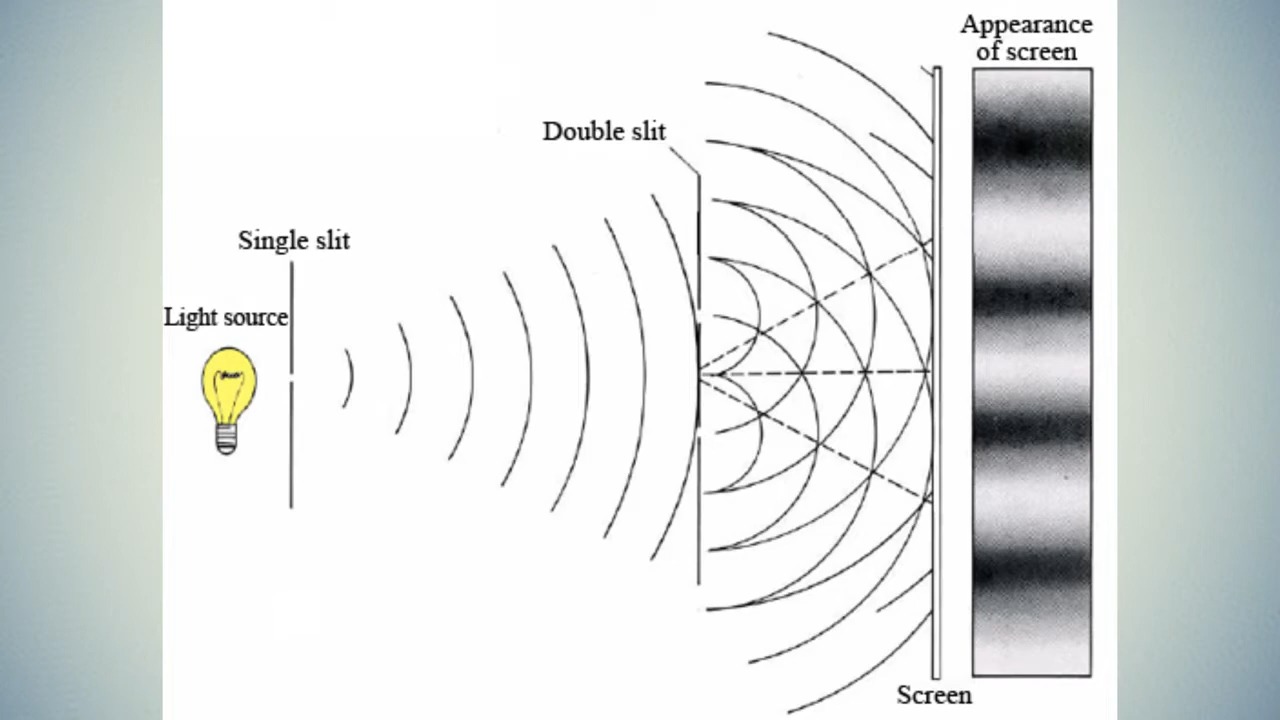 Appearance
of screen
Double slit
Single slit
Light source
Screen